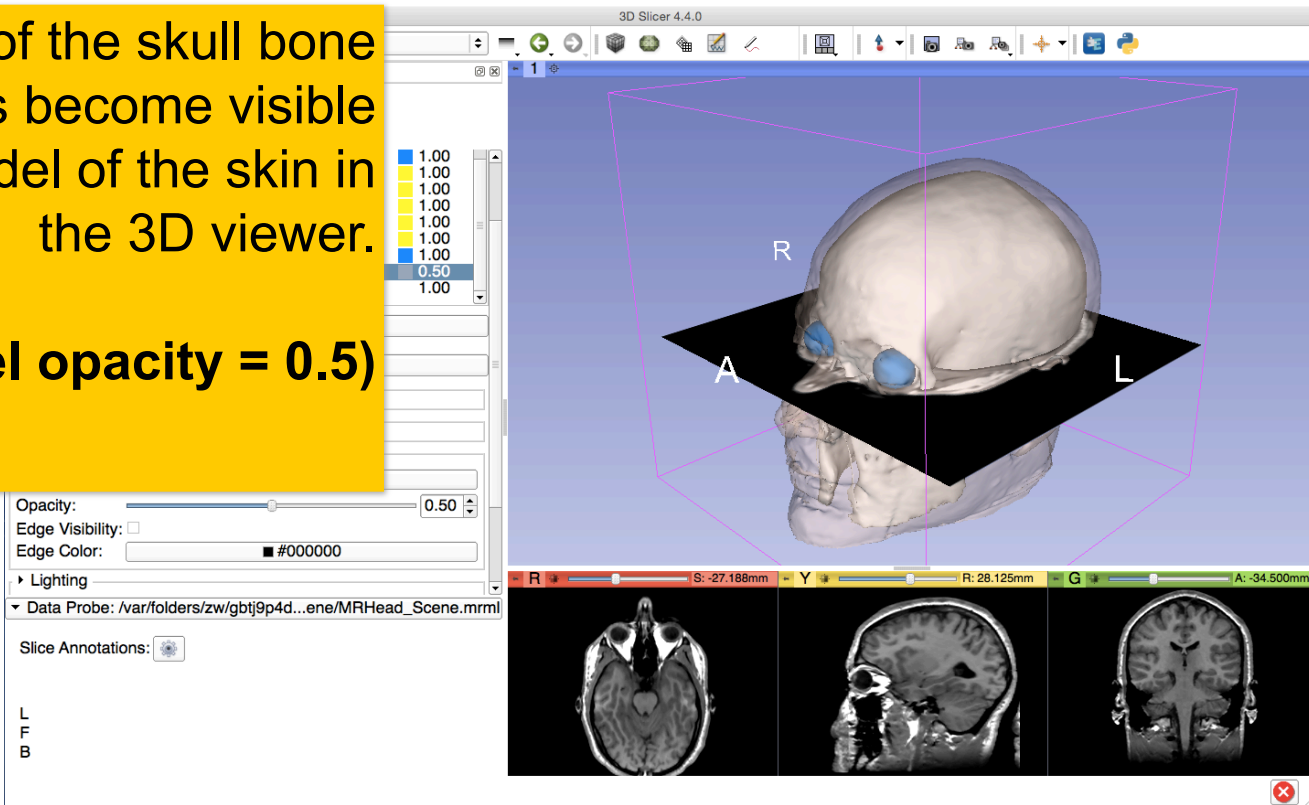 3D Slicer 4.4.0
of the skull bone
s become visible
del of the skin in
the 3D viewer.
el opacity = 0.5)
1
1.00
1.00
1.00
1.00
1.00
1.00
1.00
0.50
1.00
R
A
L
Opacity: 0.50
Edge Visibility:
Edge Color: #000000
Lighting
Data Probe: /var/folders/zw/gbtj9p4d...ene/MRHead_Scene.mrml
Slice Annotations:
L
F
B
R S: -27.188mm
Y R: 28.125mm
G A: -34.500mm